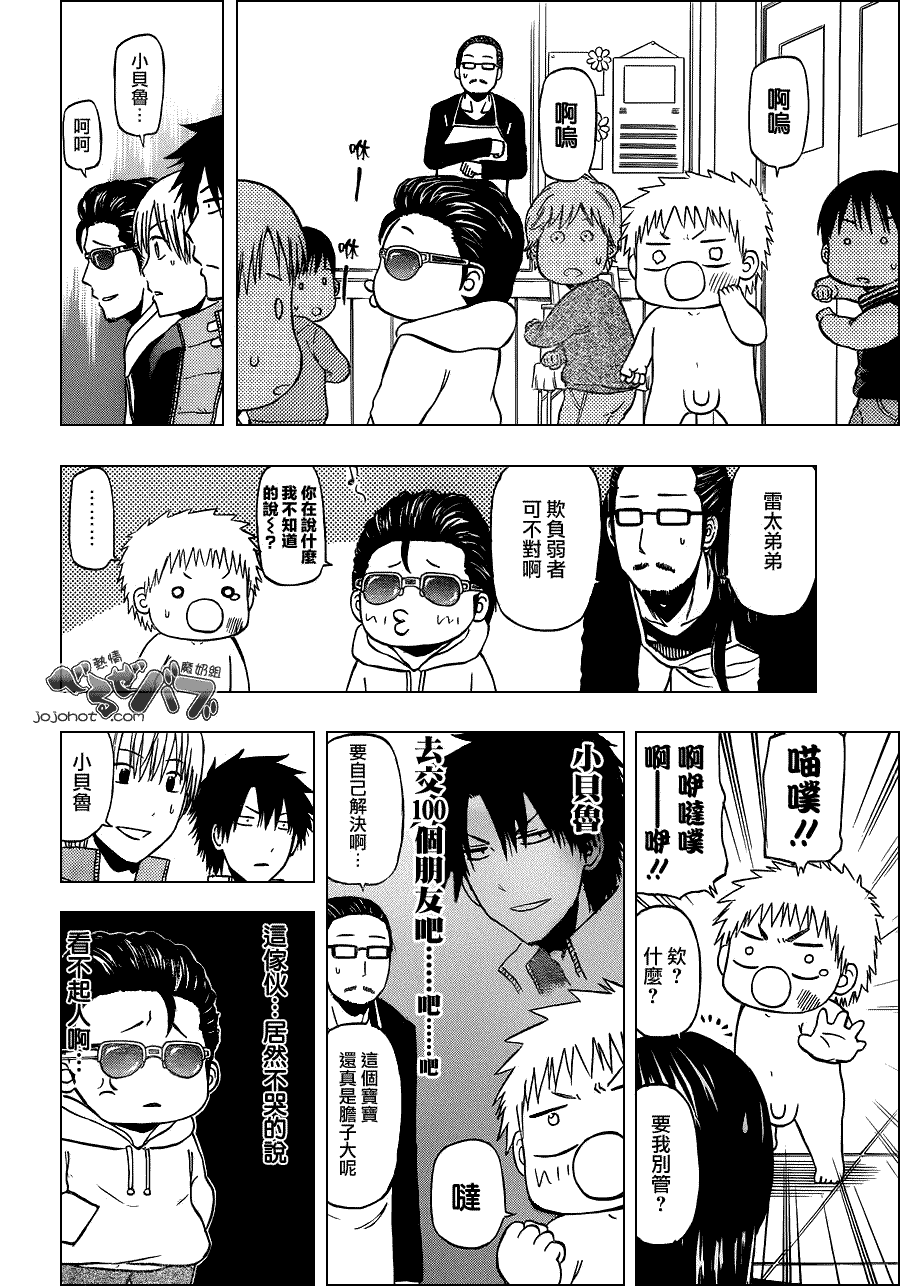 啊嗚
啊嗚
咻
ー
咻
小貝魯…
呵呵
雷太弟弟
欺負弱者
可不對啊
你在說什麼
我不知道
的說～？
………
熱情
魔奶組
べるぜバブ
jojohot .com
喵噗!!
啊咿噠噗
啊——咿!!
欸？
什麼？
要我別管？
小貝魯
去交100個朋友吧……吧……吧
要自己解決啊…
這個寶寶
還真是膽子大呢
噠
小貝魯
這傢伙…居然不哭的說
看不起人啊…